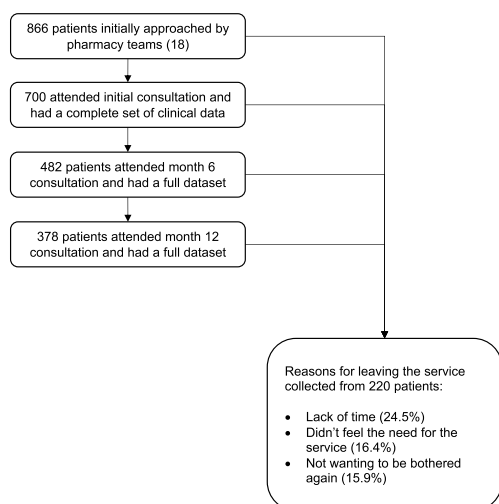 866 patients initially approached by
pharmacy teams (18)
700 attended initial consultation and
had a complete set of clinical data
482 patients attended month 6
consultation and had a full dataset
378 patients attended month 12
consultation and had a full dataset
Reasons for leaving the service
collected from 220 patients:
• Lack of time (24.5%)
• Didn't feel the need for the
service (16.4%)
• Not wanting to be bothered
again (15.9%)